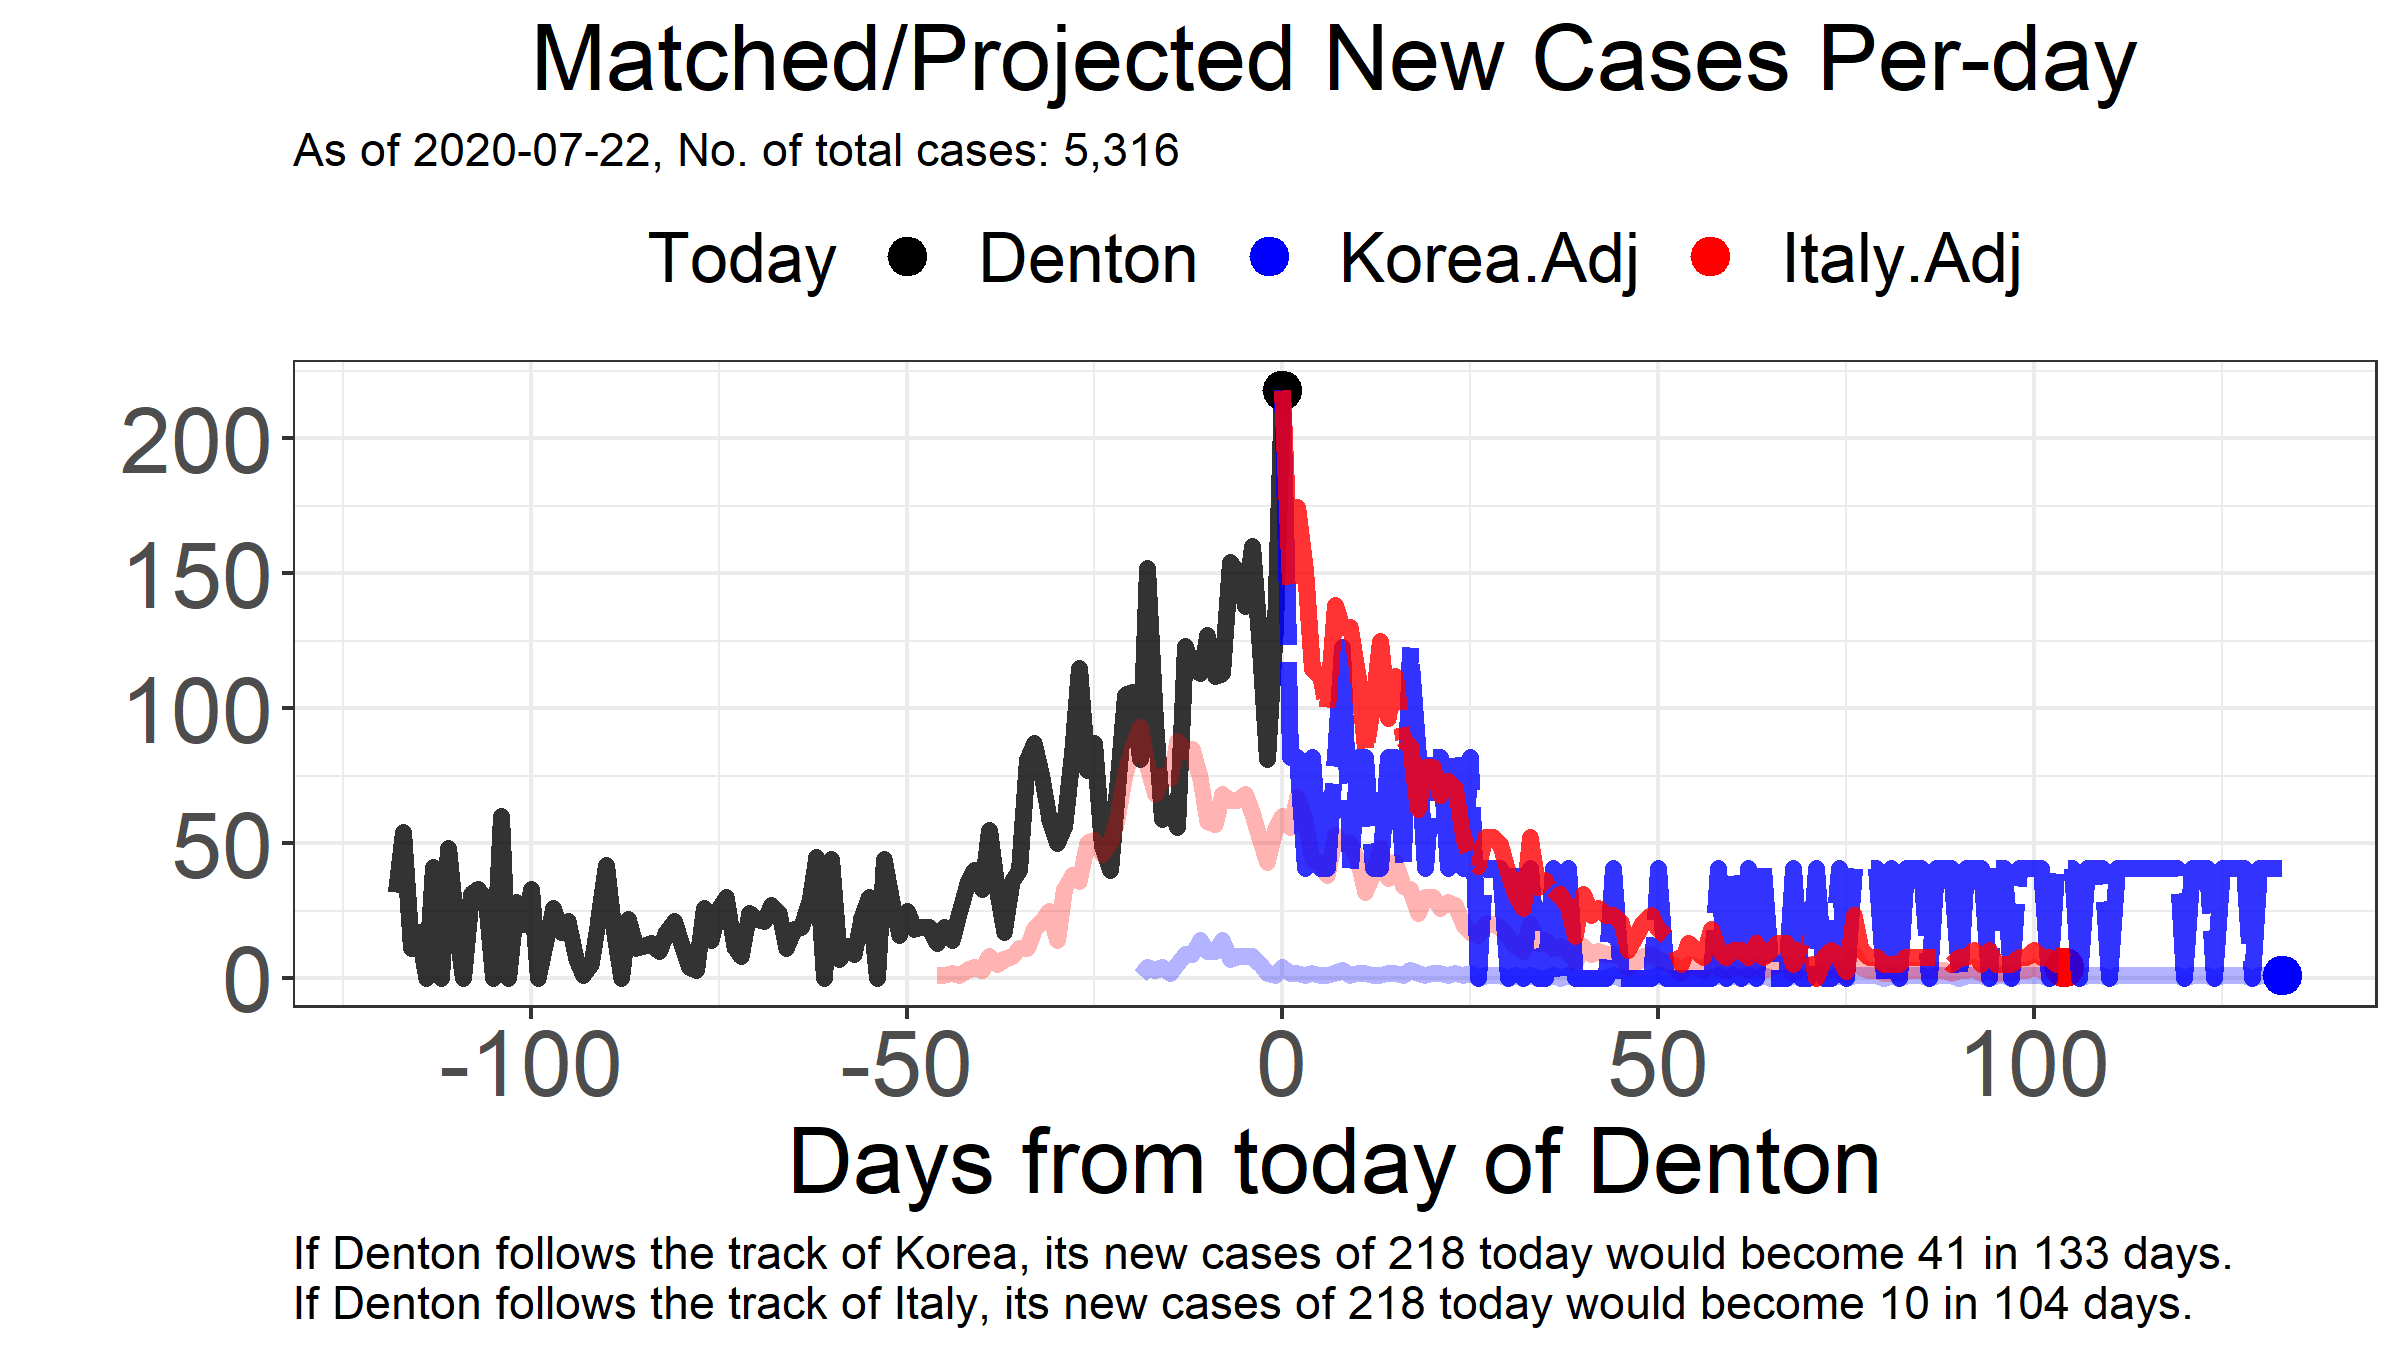 Matched/Projected New Cases Per-day
As of 2020-07-22, No. of total cases: 5,316
Today Denton Korea.Adj Italy.Adj
200
150
100
50
0
-100 -50 0 50 100
Days from today of Denton
If Denton follows the track of Korea, its new cases of 218 today would become 41 in 133 days.
If Denton follows the track of Italy, its new cases of 218 today would become 10 in 104 days.